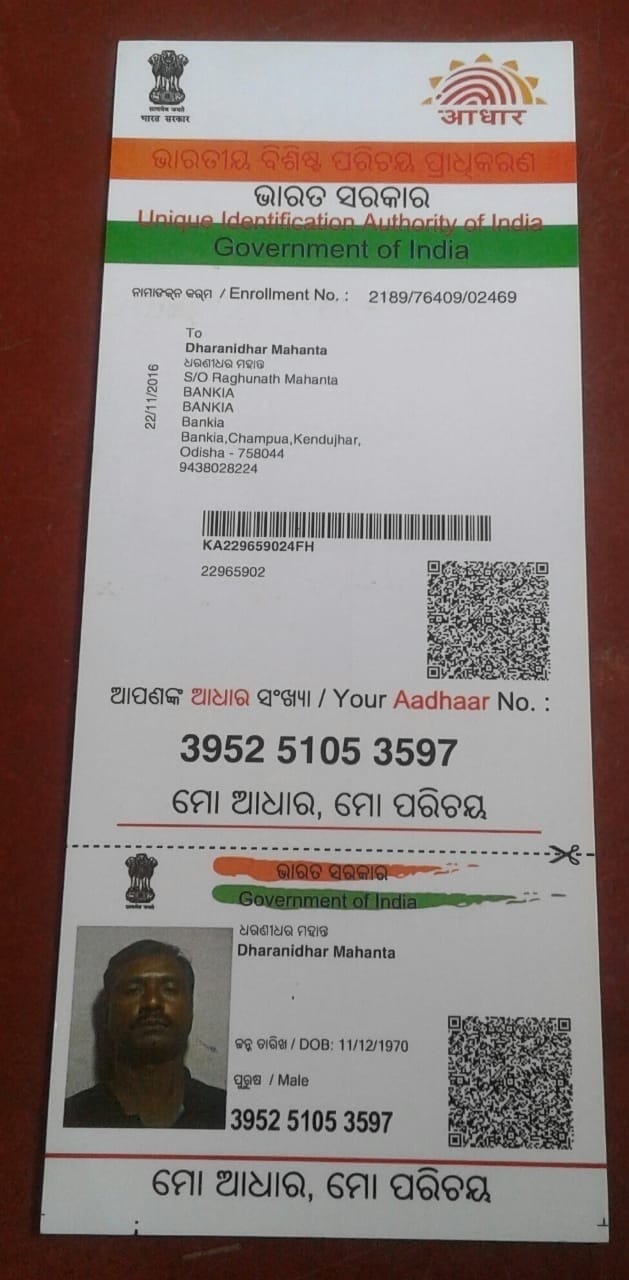 सत्यमेव जयते
भारत सरकार
आधार
ଭାରତୀୟ ବିଶିଷ୍ଟ ପରିଚୟ ପ୍ରାଧିକରଣ
ଭାରତ ସରକାର
Unique Identification Authority of India
Government of India
ନାମାଙ୍କନ କ୍ରମ / Enrollment No. : 2189/76409/02469
To
Dharanidhar Mahanta
ଧରଣୀଧର ମହାନ୍ତ
S/O Raghunath Mahanta
BANKIA
BANKIA
Bankia
Bankia,Champua,Kendujhar,
Odisha - 758044
9438028224
22/11/2016
KA229659024FH
22965902
ଆପଣଙ୍କ ଆଧାର ସଂଖ୍ୟା / Your Aadhaar No. :
3952 5105 3597
ମୋ ଆଧାର, ମୋ ପରିଚୟ
ଭାରତ ସରକାର
Government of India
ଧରଣୀଧର ମହାନ୍ତ
Dharanidhar Mahanta
ଜନ୍ମ ତାରିଖ / DOB: 11/12/1970
ପୁରୁଷ / Male
3952 5105 3597
ମୋ ଆଧାର, ମୋ ପରିଚୟ